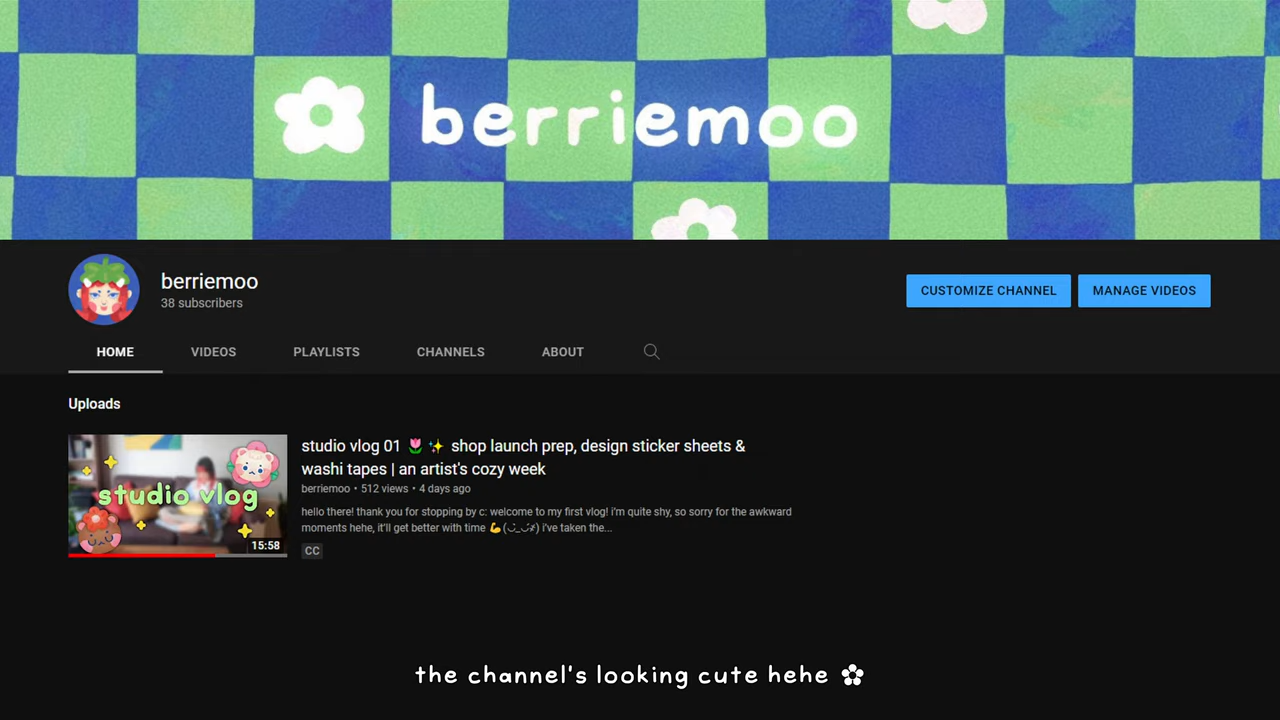 berriemoo
berriemoo
38 subscribers
CUSTOMIZE CHANNEL
MANAGE VIDEOS
HOME
VIDEOS
PLAYLISTS
CHANNELS
ABOUT
Uploads
studio vlog
15:58
studio vlog 01 🌷✨ shop launch prep, design sticker sheets &
washi tapes | an artist's cozy week
berriemoo • 512 views • 4 days ago
hello there! thank you for stopping by c: welcome to my first vlog! i'm quite shy, so sorry for the awkward
moments hehe, it'll get better with time 💪 i've taken the...
CC
the channel's looking cute hehe